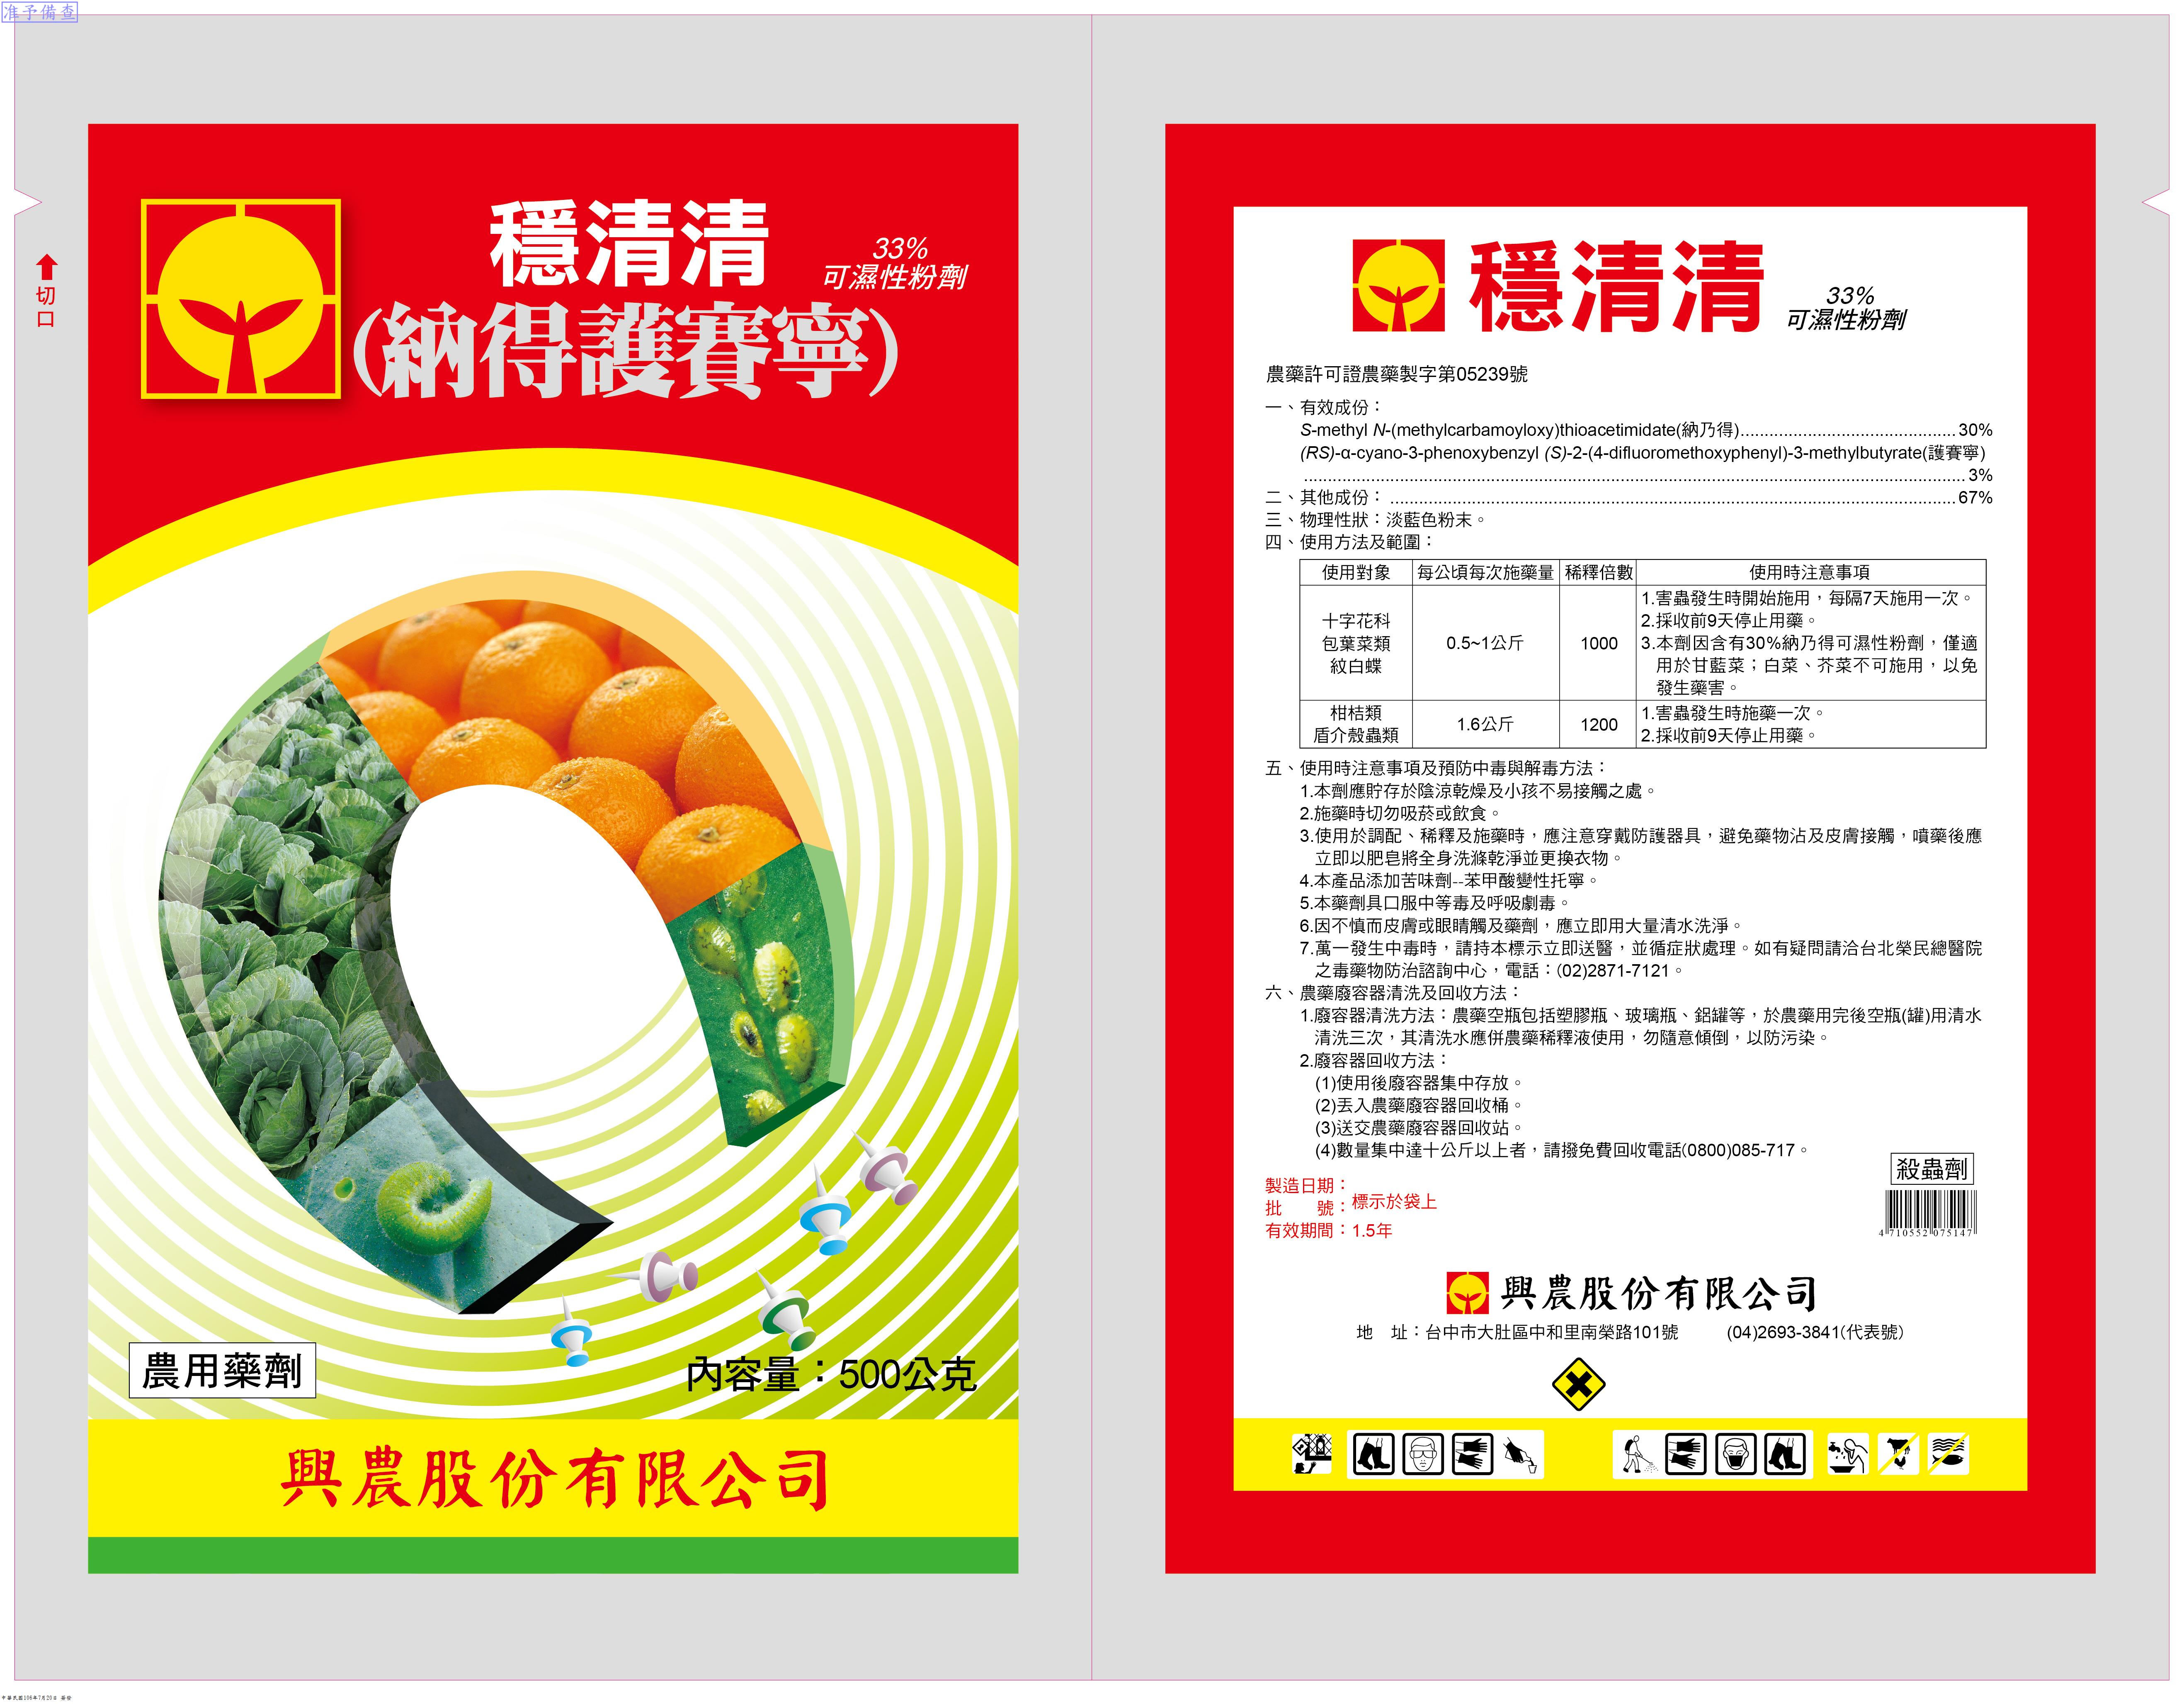 准予備查
切口
穩清清
33%
可濕性粉劑
(納得護賽寧)
農用藥劑
內容量：500公克
興農股份有限公司
穩清清
33%
可濕性粉劑
農藥許可證農藥製字第05239號
一、有效成份：
S-methyl N-(methylcarbamoyloxy)thioacetimidate(納乃得)............................................. 30%
(RS)-α-cyano-3-phenoxybenzyl (S)-2-(4-difluoromethoxyphenyl)-3-methylbutyrate(護賽寧)
.......................................................................................................................................... 3%
二、其他成份： ...................................................................................................................... 67%
三、物理性狀：淡藍色粉末。
四、使用方法及範圍：
使用對象 每公頃每次施藥量 稀釋倍數 使用時注意事項
十字花科
包葉菜類
紋白蝶
0.5~1公斤
1000
1.害蟲發生時開始施用，每隔7天施用一次。
2.採收前9天停止用藥。
3.本劑因含有30%納乃得可濕性粉劑，僅適
用於甘藍菜；白菜、芥菜不可施用，以免
發生藥害。
柑桔類
盾介殼蟲類
1.6公斤
1200
1.害蟲發生時施藥一次。
2.採收前9天停止用藥。
五、使用時注意事項及預防中毒與解毒方法：
1.本劑應貯存於陰涼乾燥及小孩不易接觸之處。
2.施藥時切勿吸菸或飲食。
3.使用於調配、稀釋及施藥時，應注意穿戴防護器具，避免藥物沾及皮膚接觸，噴藥後應
立即以肥皂將全身洗滌乾淨並更換衣物。
4.本產品添加苦味劑--苯甲酸變性托寧。
5.本藥劑具口服中等毒及呼吸劇毒。
6.因不慎而皮膚或眼睛觸及藥劑，應立即用大量清水洗淨。
7.萬一發生中毒時，請持本標示立即送醫，並循症狀處理。如有疑問請洽台北榮民總醫院
之毒藥物防治諮詢中心，電話：(02)2871-7121。
六、農藥廢容器清洗及回收方法：
1.廢容器清洗方法：農藥空瓶包括塑膠瓶、玻璃瓶、鋁罐等，於農藥用完後空瓶(罐)用清水
清洗三次，其清洗水應併農藥稀釋液使用，勿隨意傾倒，以防污染。
2.廢容器回收方法：
(1)使用後廢容器集中存放。
(2)丟入農藥廢容器回收桶。
(3)送交農藥廢容器回收站。
(4)數量集中達十公斤以上者，請撥免費回收電話(0800)085-717。
製造日期：
批　　號：標示於袋上
有效期間：1.5年
殺蟲劑
4 710552 075147
興農股份有限公司
地　址：台中市大肚區中和里南榮路101號　　(04)2693-3841(代表號)
中華民國106年7月20日